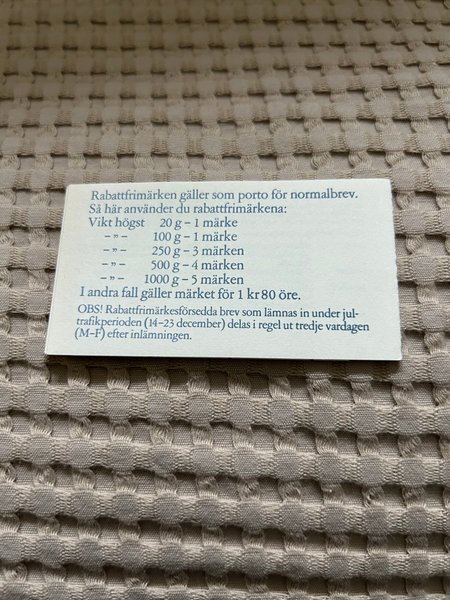 Rabattfrimärken gäller som porto för normalbrev.
Så här använder du rabattfrimärkena:
Vikt högst 20 g – 1 märke
– ” – 100 g – 1 märke
– ” – 250 g – 3 märken
– ” – 500 g – 4 märken
– ” – 1000 g – 5 märken
I andra fall gäller märket för 1 kr 80 öre.
OBS! Rabattfrimärkesförsedda brev som lämnas in under jul-
trafikperioden (14–23 december) delas i regel ut tredje vardagen
(M–F) efter inlämningen.